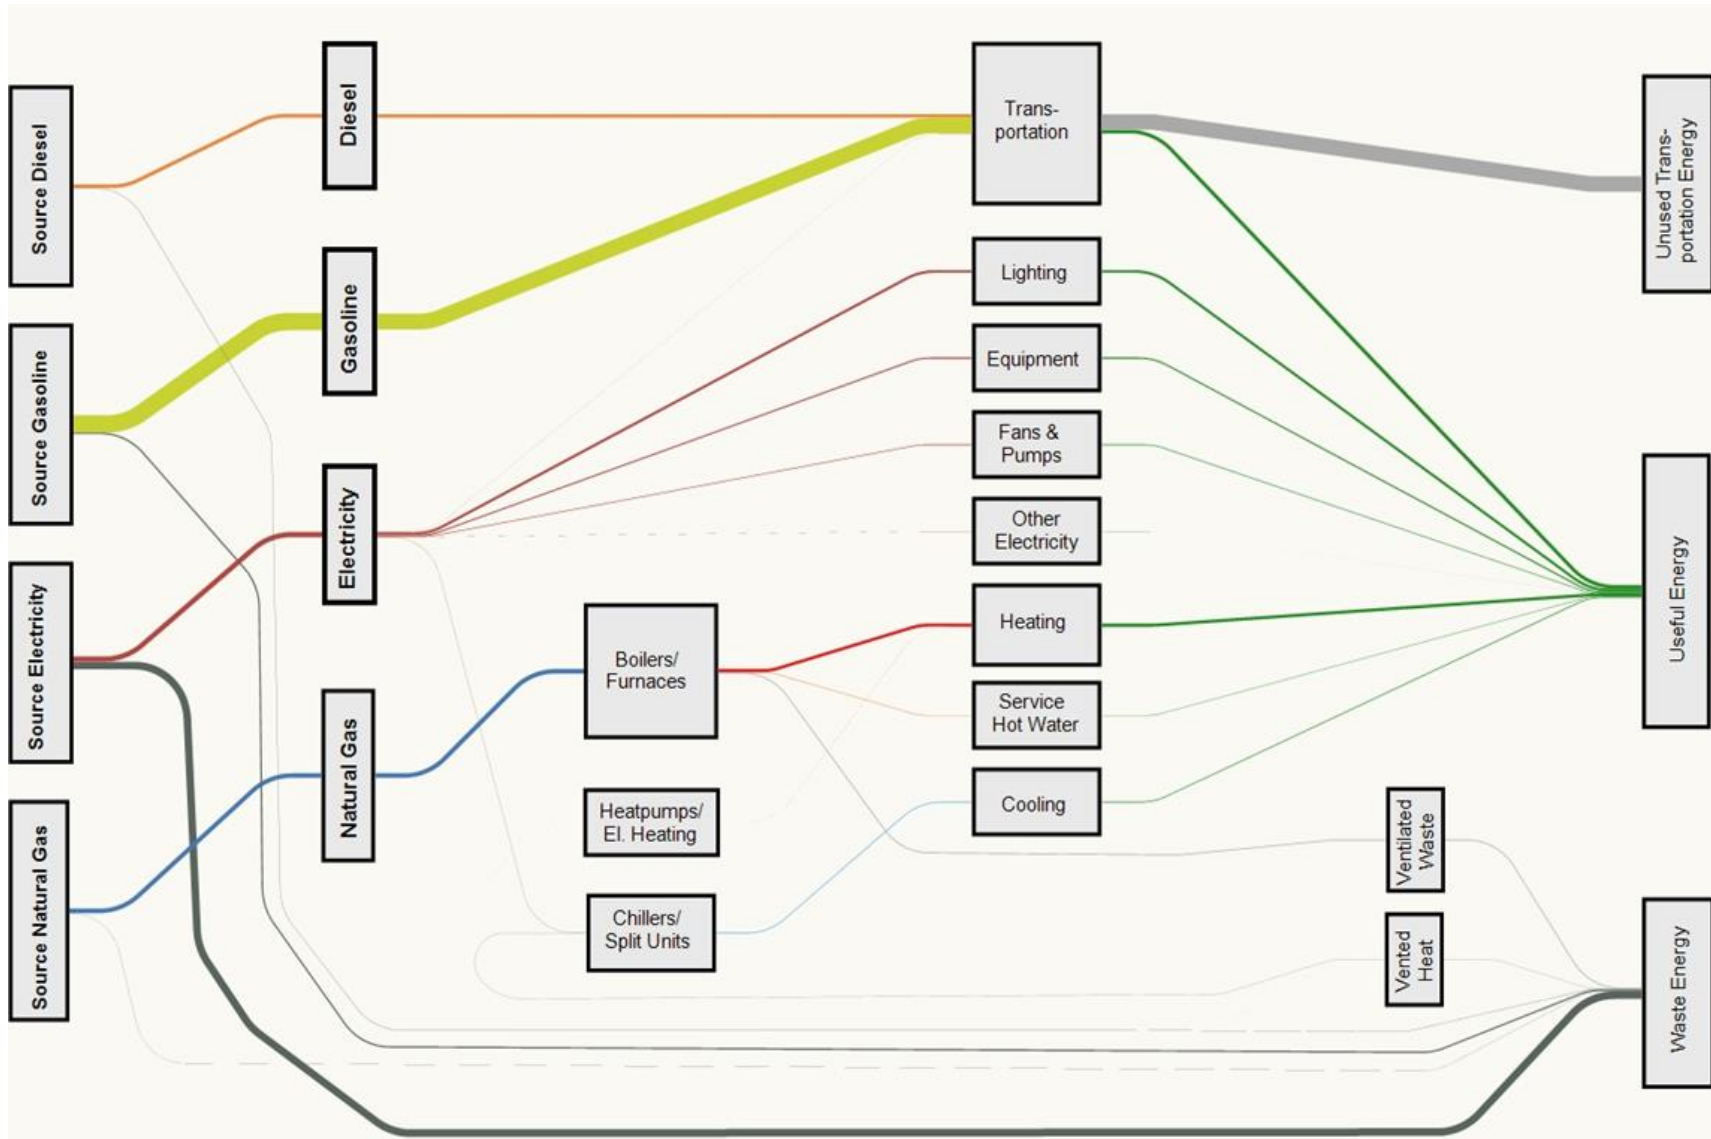 Source Diesel
Source Gasoline
Source Electricity
Source Natural Gas
Diesel
Gasoline
Electricity
Natural Gas
Boilers/
Furnaces
Heatpumps/
El. Heating
Chillers/
Split Units
Trans-
portation
Lighting
Equipment
Fans &
Pumps
Other
Electricity
Heating
Service
Hot Water
Cooling
Ventilated
Waste
Vented
Heat
Unused Trans-
portation Energy
Useful Energy
Waste Energy